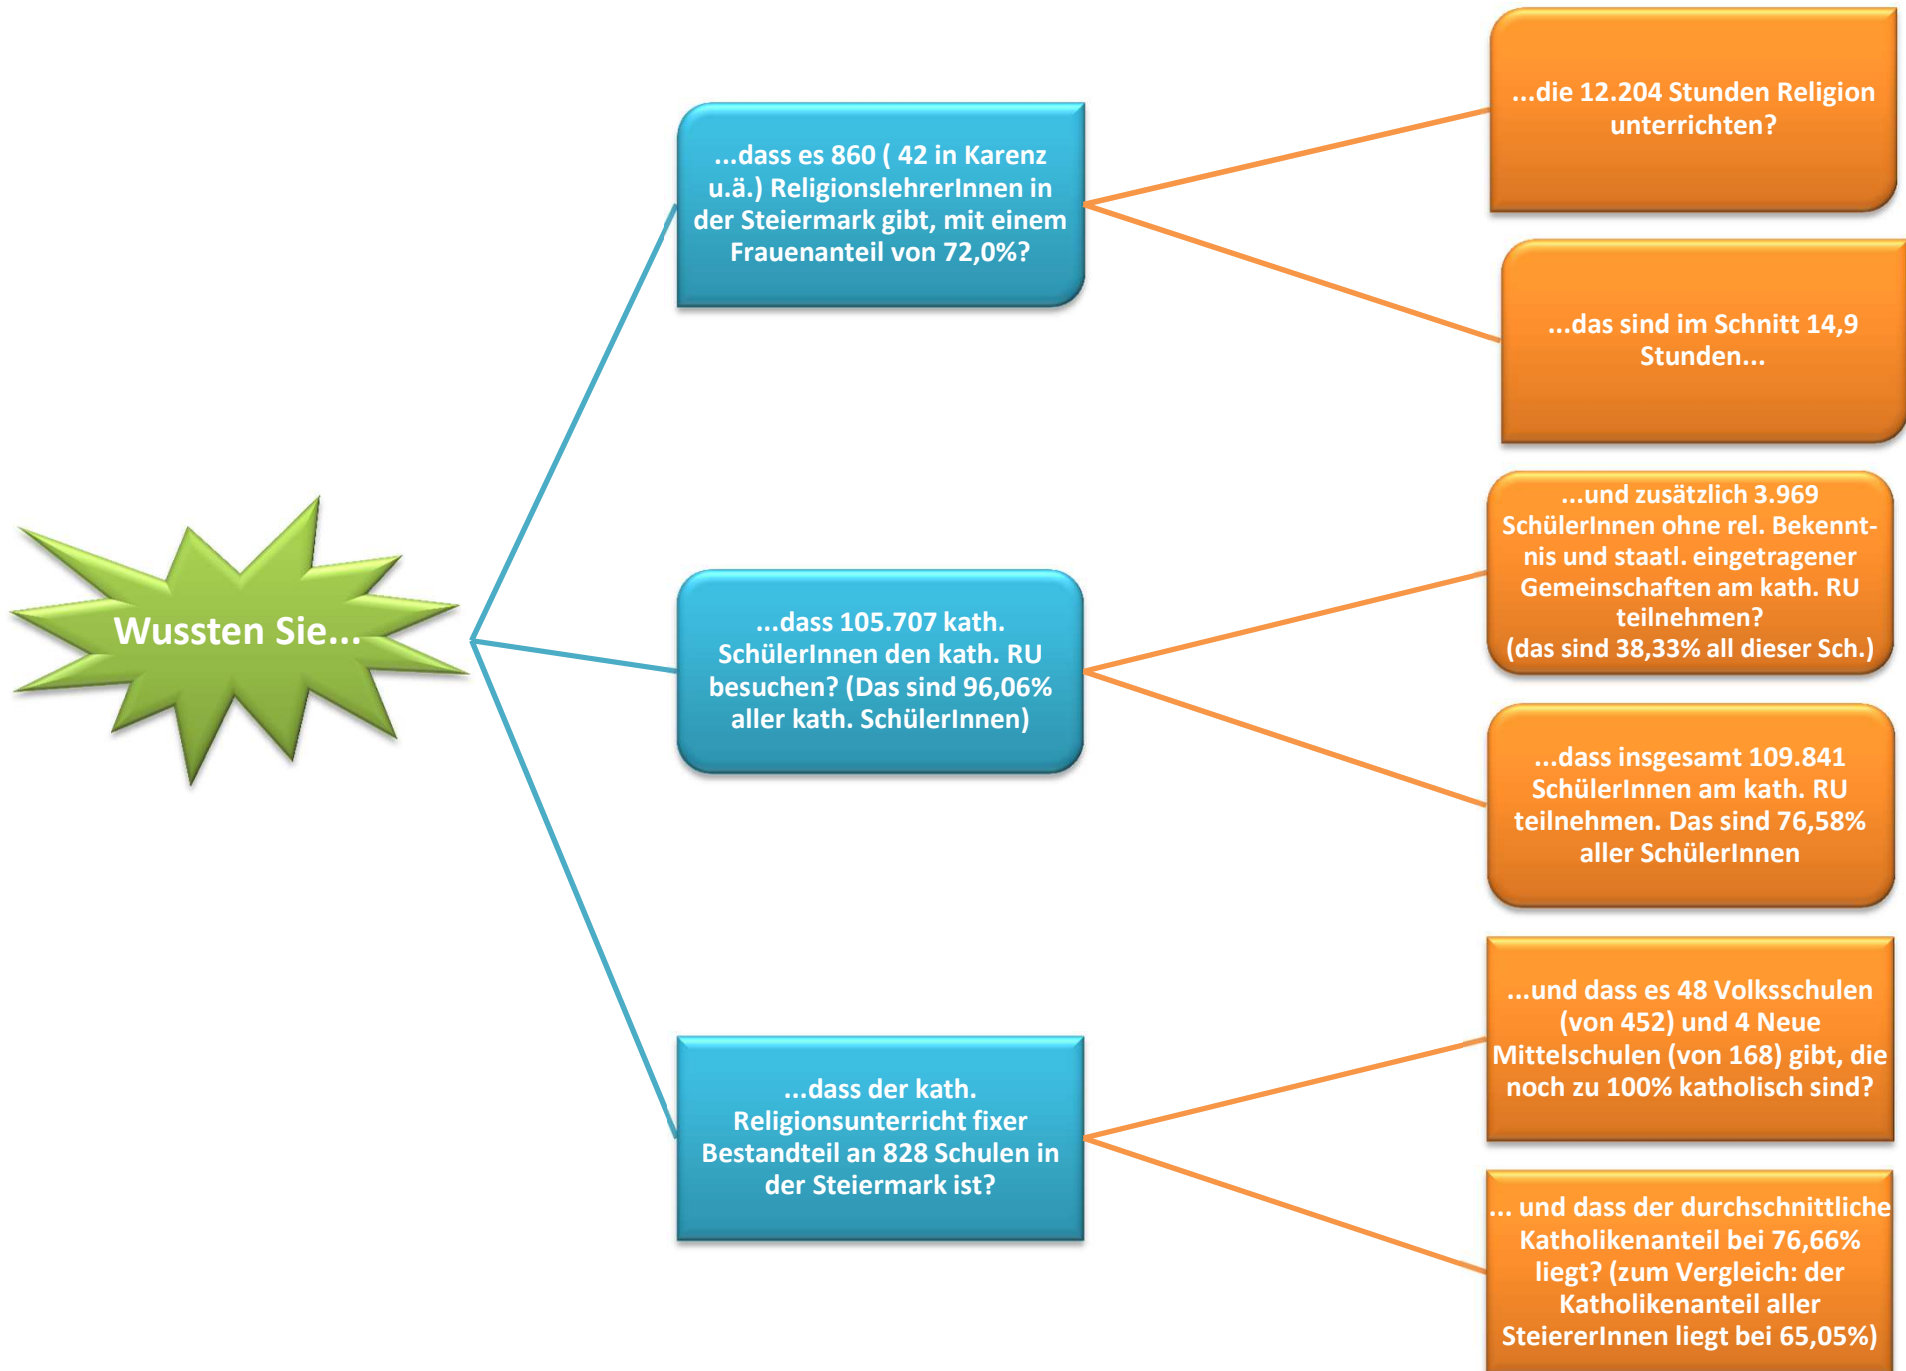 Wussten Sie...
...dass es 860 ( 42 in Karenz
u.ä.) ReligionslehrerInnen in
der Steiermark gibt, mit einem
Frauenanteil von 72,0%?
...die 12.204 Stunden Religion
unterrichten?
...das sind im Schnitt 14,9
Stunden...
...dass 105.707 kath.
SchülerInnen den kath. RU
besuchen? (Das sind 96,06%
aller kath. SchülerInnen)
...und zusätzlich 3.969
SchülerInnen ohne rel. Bekennt-
nis und staatl. eingetragener
Gemeinschaften am kath. RU
teilnehmen?
(das sind 38,33% all dieser Sch.)
...dass insgesamt 109.841
SchülerInnen am kath. RU
teilnehmen. Das sind 76,58%
aller SchülerInnen
...dass der kath.
Religionsunterricht fixer
Bestandteil an 828 Schulen in
der Steiermark ist?
...und dass es 48 Volksschulen
(von 452) und 4 Neue
Mittelschulen (von 168) gibt, die
noch zu 100% katholisch sind?
... und dass der durchschnittliche
Katholikenanteil bei 76,66%
liegt? (zum Vergleich: der
Katholikenanteil aller
SteiererInnen liegt bei 65,05%)